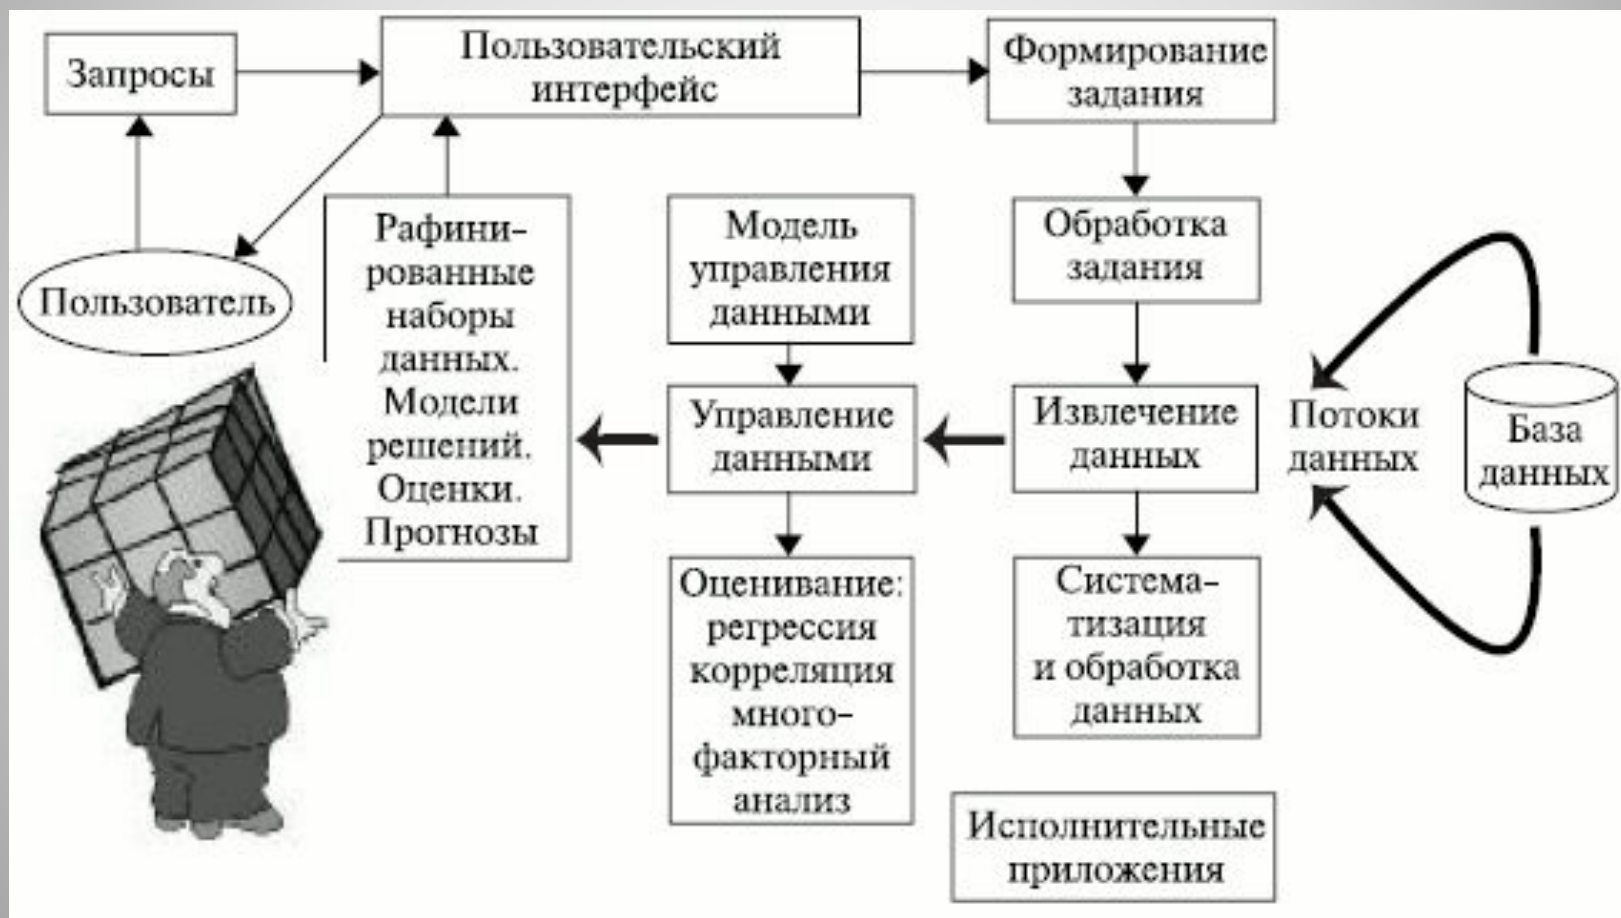 Запросы
Пользовательский
интерфейс
Формирование
задания
Пользователь
Рафини-
рованные
наборы
данных.
Модели
решений.
Оценки.
Прогнозы
Модель
управления
данными
Обработка
задания
Управление
данными
Извлечение
данных
Потоки
данных
База
данных
Оценивание:
регрессия
корреляция
много-
факторный
анализ
Система-
тизация
и обработка
данных
Исполнительные
приложения